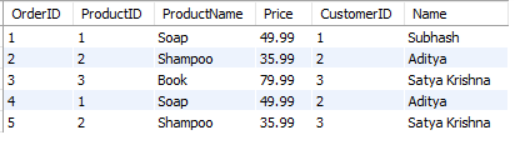 OrderID ProductID ProductName Price CustomerID Name
1 1 Soap 49.99 1 Subhash
2 2 Shampoo 35.99 2 Aditya
3 3 Book 79.99 3 Satya Krishna
4 1 Soap 49.99 2 Aditya
5 2 Shampoo 35.99 3 Satya Krishna